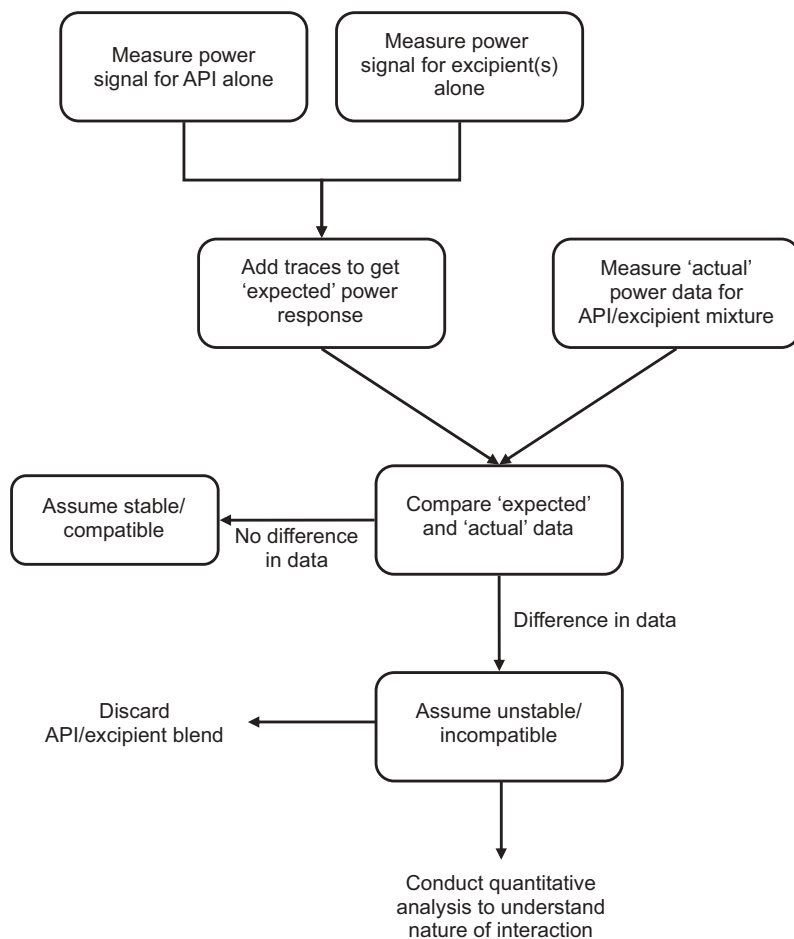 Measure power
signal for API alone
Measure power
signal for excipient(s)
alone
Add traces to get
‘expected’ power
response
Measure ‘actual’
power data for
API/excipient mixture
Assume stable/
compatible
No difference
in data
Compare ‘expected’
and ‘actual’ data
Difference in data
Discard
API/excipient blend
Assume unstable/
incompatible
Conduct quantitative
analysis to understand
nature of interaction